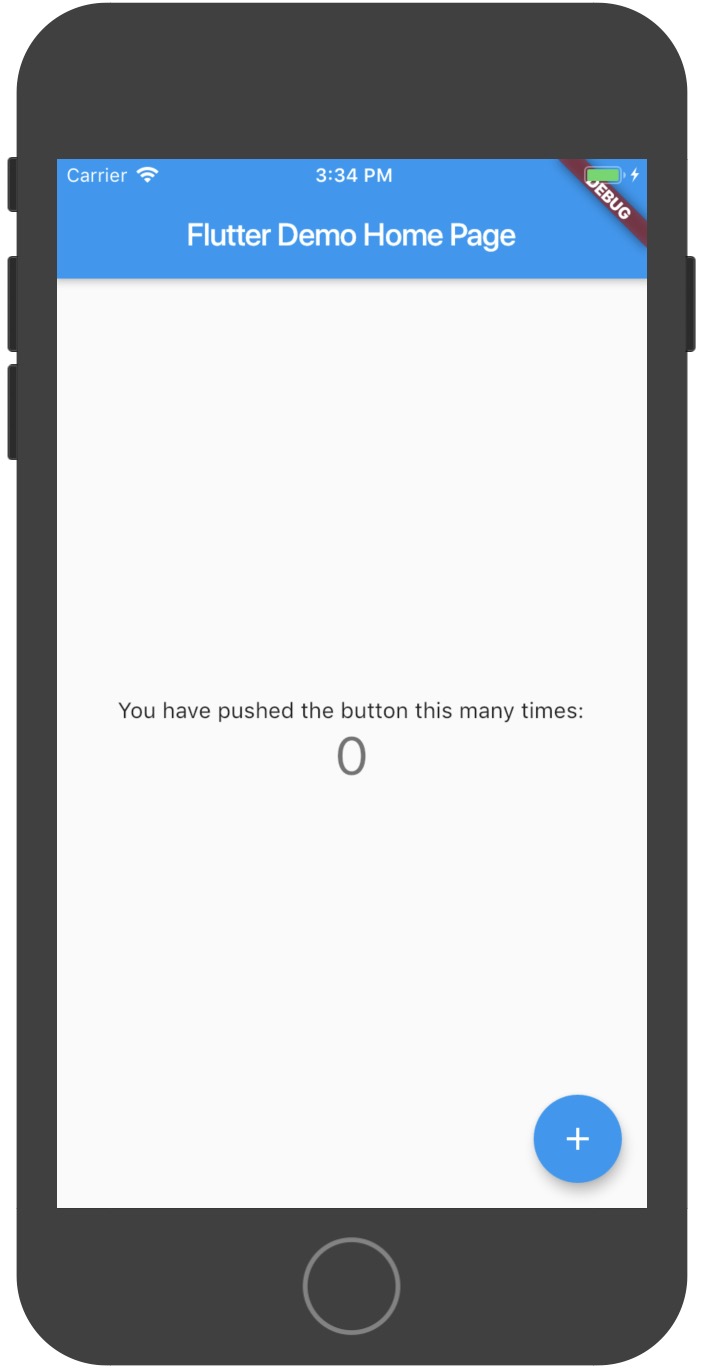 Carrier
3:34 PM
DEBUG
Flutter Demo Home Page
You have pushed the button this many times:
0
+